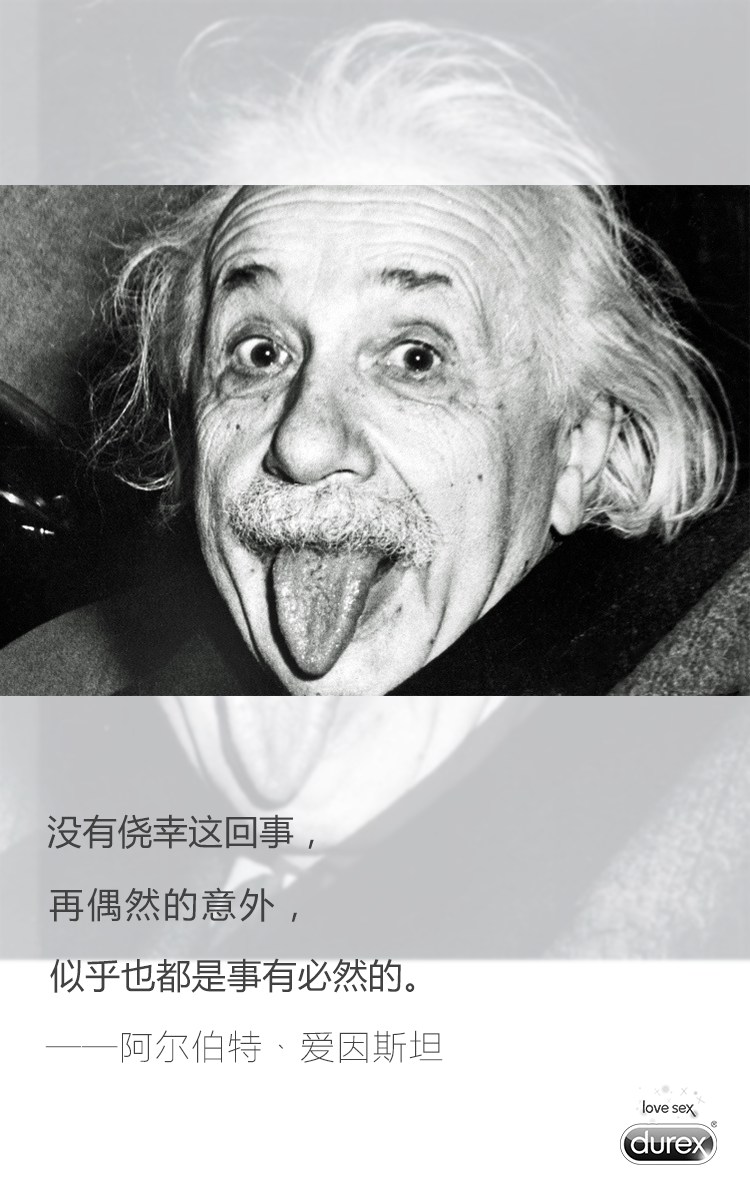 没有侥幸这回事，
再偶然的意外，
似乎也都是事有必然的。
——阿尔伯特、爱因斯坦
love sex
durex®